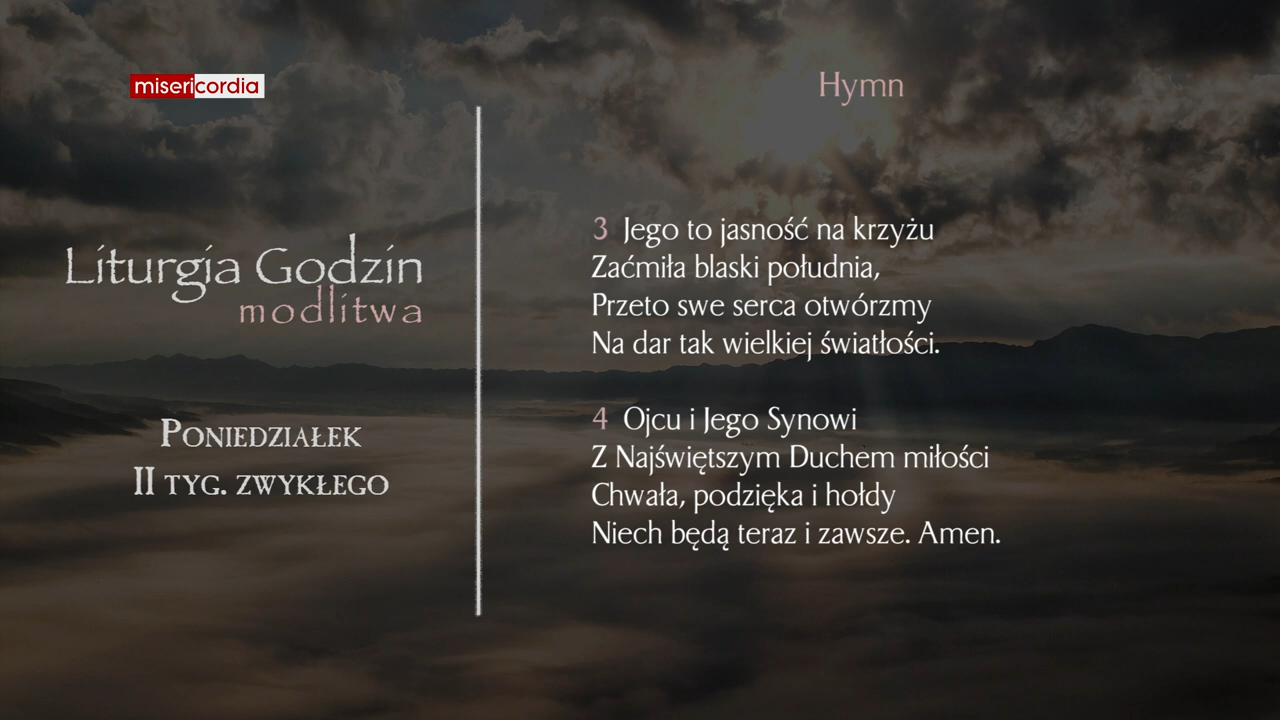 misericordia
Liturgia Godzin
modlitwa
Poniedziałek
II tyg. zwykłego
Hymn
3 Jego to jasność na krzyżu
Zaćmiła blaski południa,
Przeto swe serca otwórzmy
Na dar tak wielkiej światłości.
4 Ojcu i Jego Synowi
Z Najświętszym Duchem miłości
Chwała, podzięka i hołdy
Niech będą teraz i zawsze. Amen.